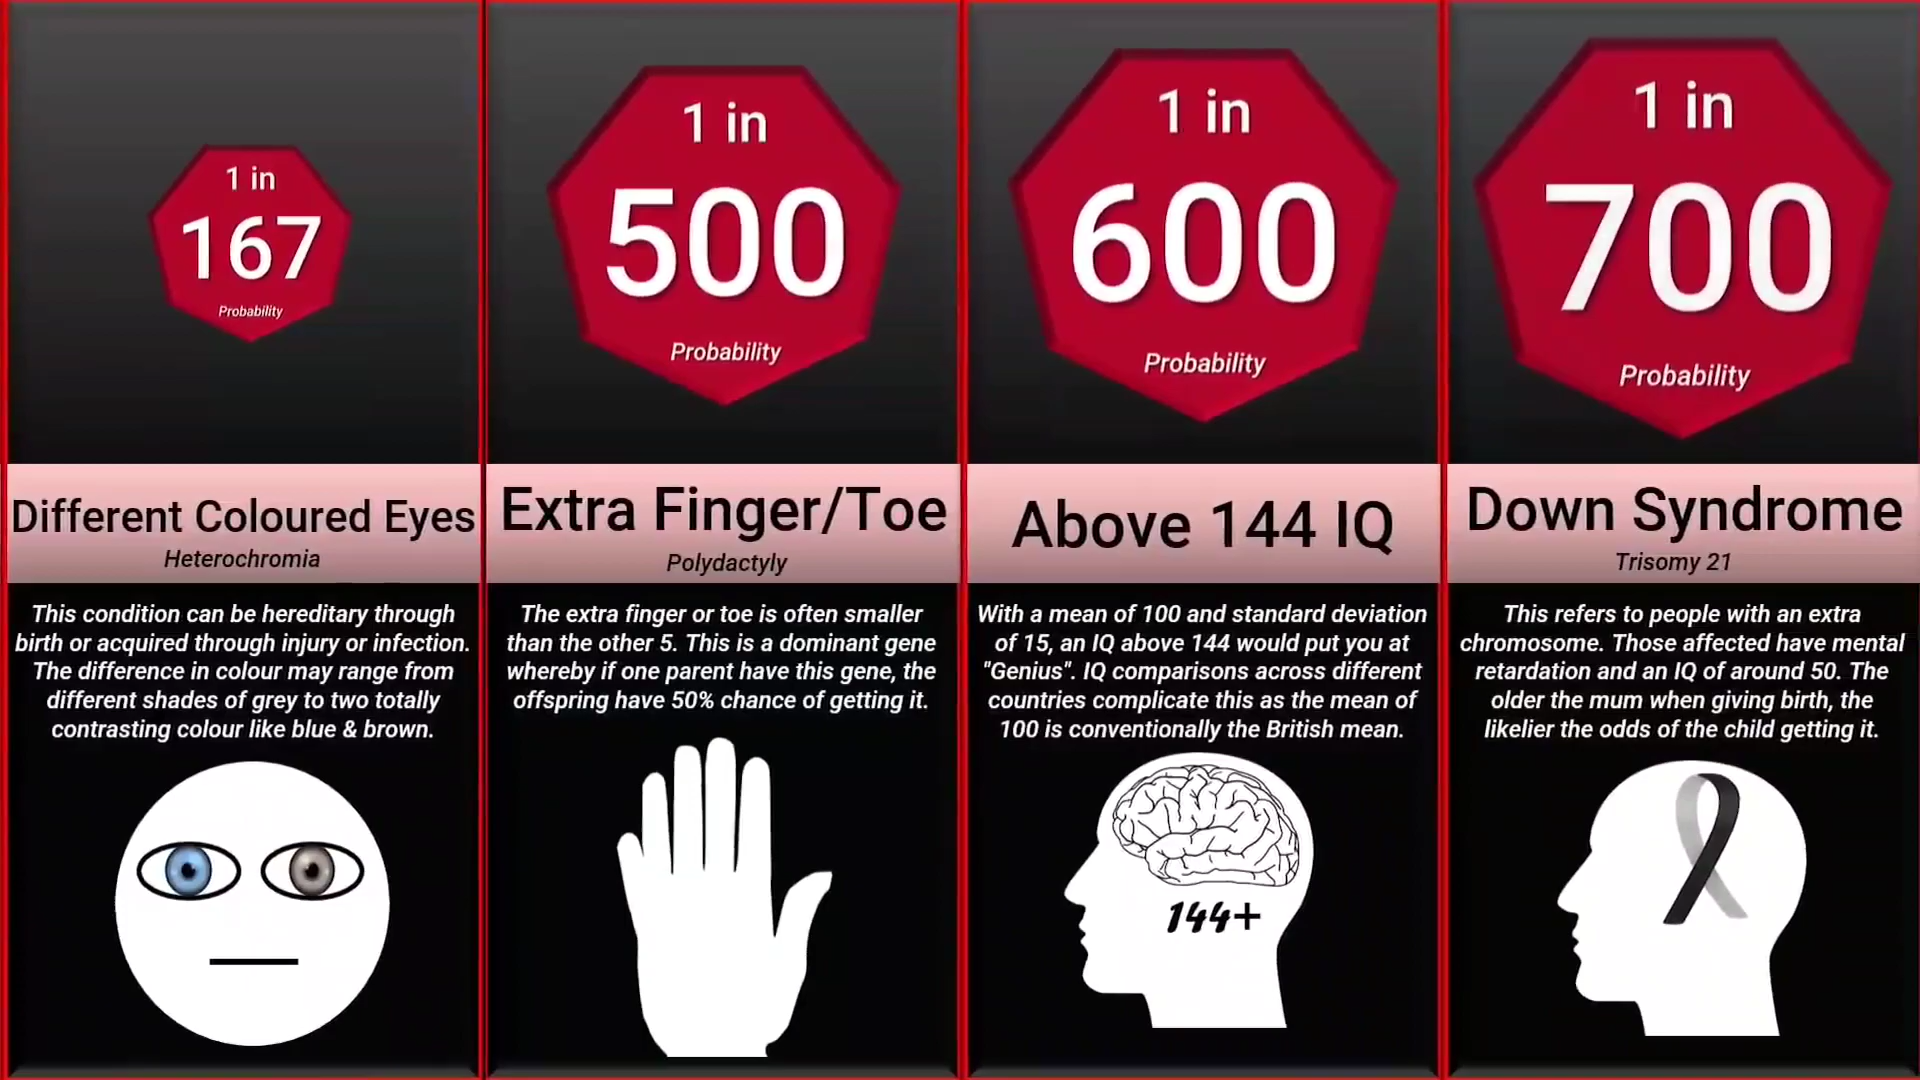 1 in
167
Probability
Different Coloured Eyes
Heterochromia
This condition can be hereditary through
birth or acquired through injury or infection.
The difference in colour may range from
different shades of grey to two totally
contrasting colour like blue & brown.
1 in
500
Probability
Extra Finger/Toe
Polydactyly
The extra finger or toe is often smaller
than the other 5. This is a dominant gene
whereby if one parent have this gene, the
offspring have 50% chance of getting it.
1 in
600
Probability
Above 144 IQ
With a mean of 100 and standard deviation
of 15, an IQ above 144 would put you at
"Genius". IQ comparisons across different
countries complicate this as the mean of
100 is conventionally the British mean.
144+
1 in
700
Probability
Down Syndrome
Trisomy 21
This refers to people with an extra
chromosome. Those affected have mental
retardation and an IQ of around 50. The
older the mum when giving birth, the
likelier the odds of the child getting it.